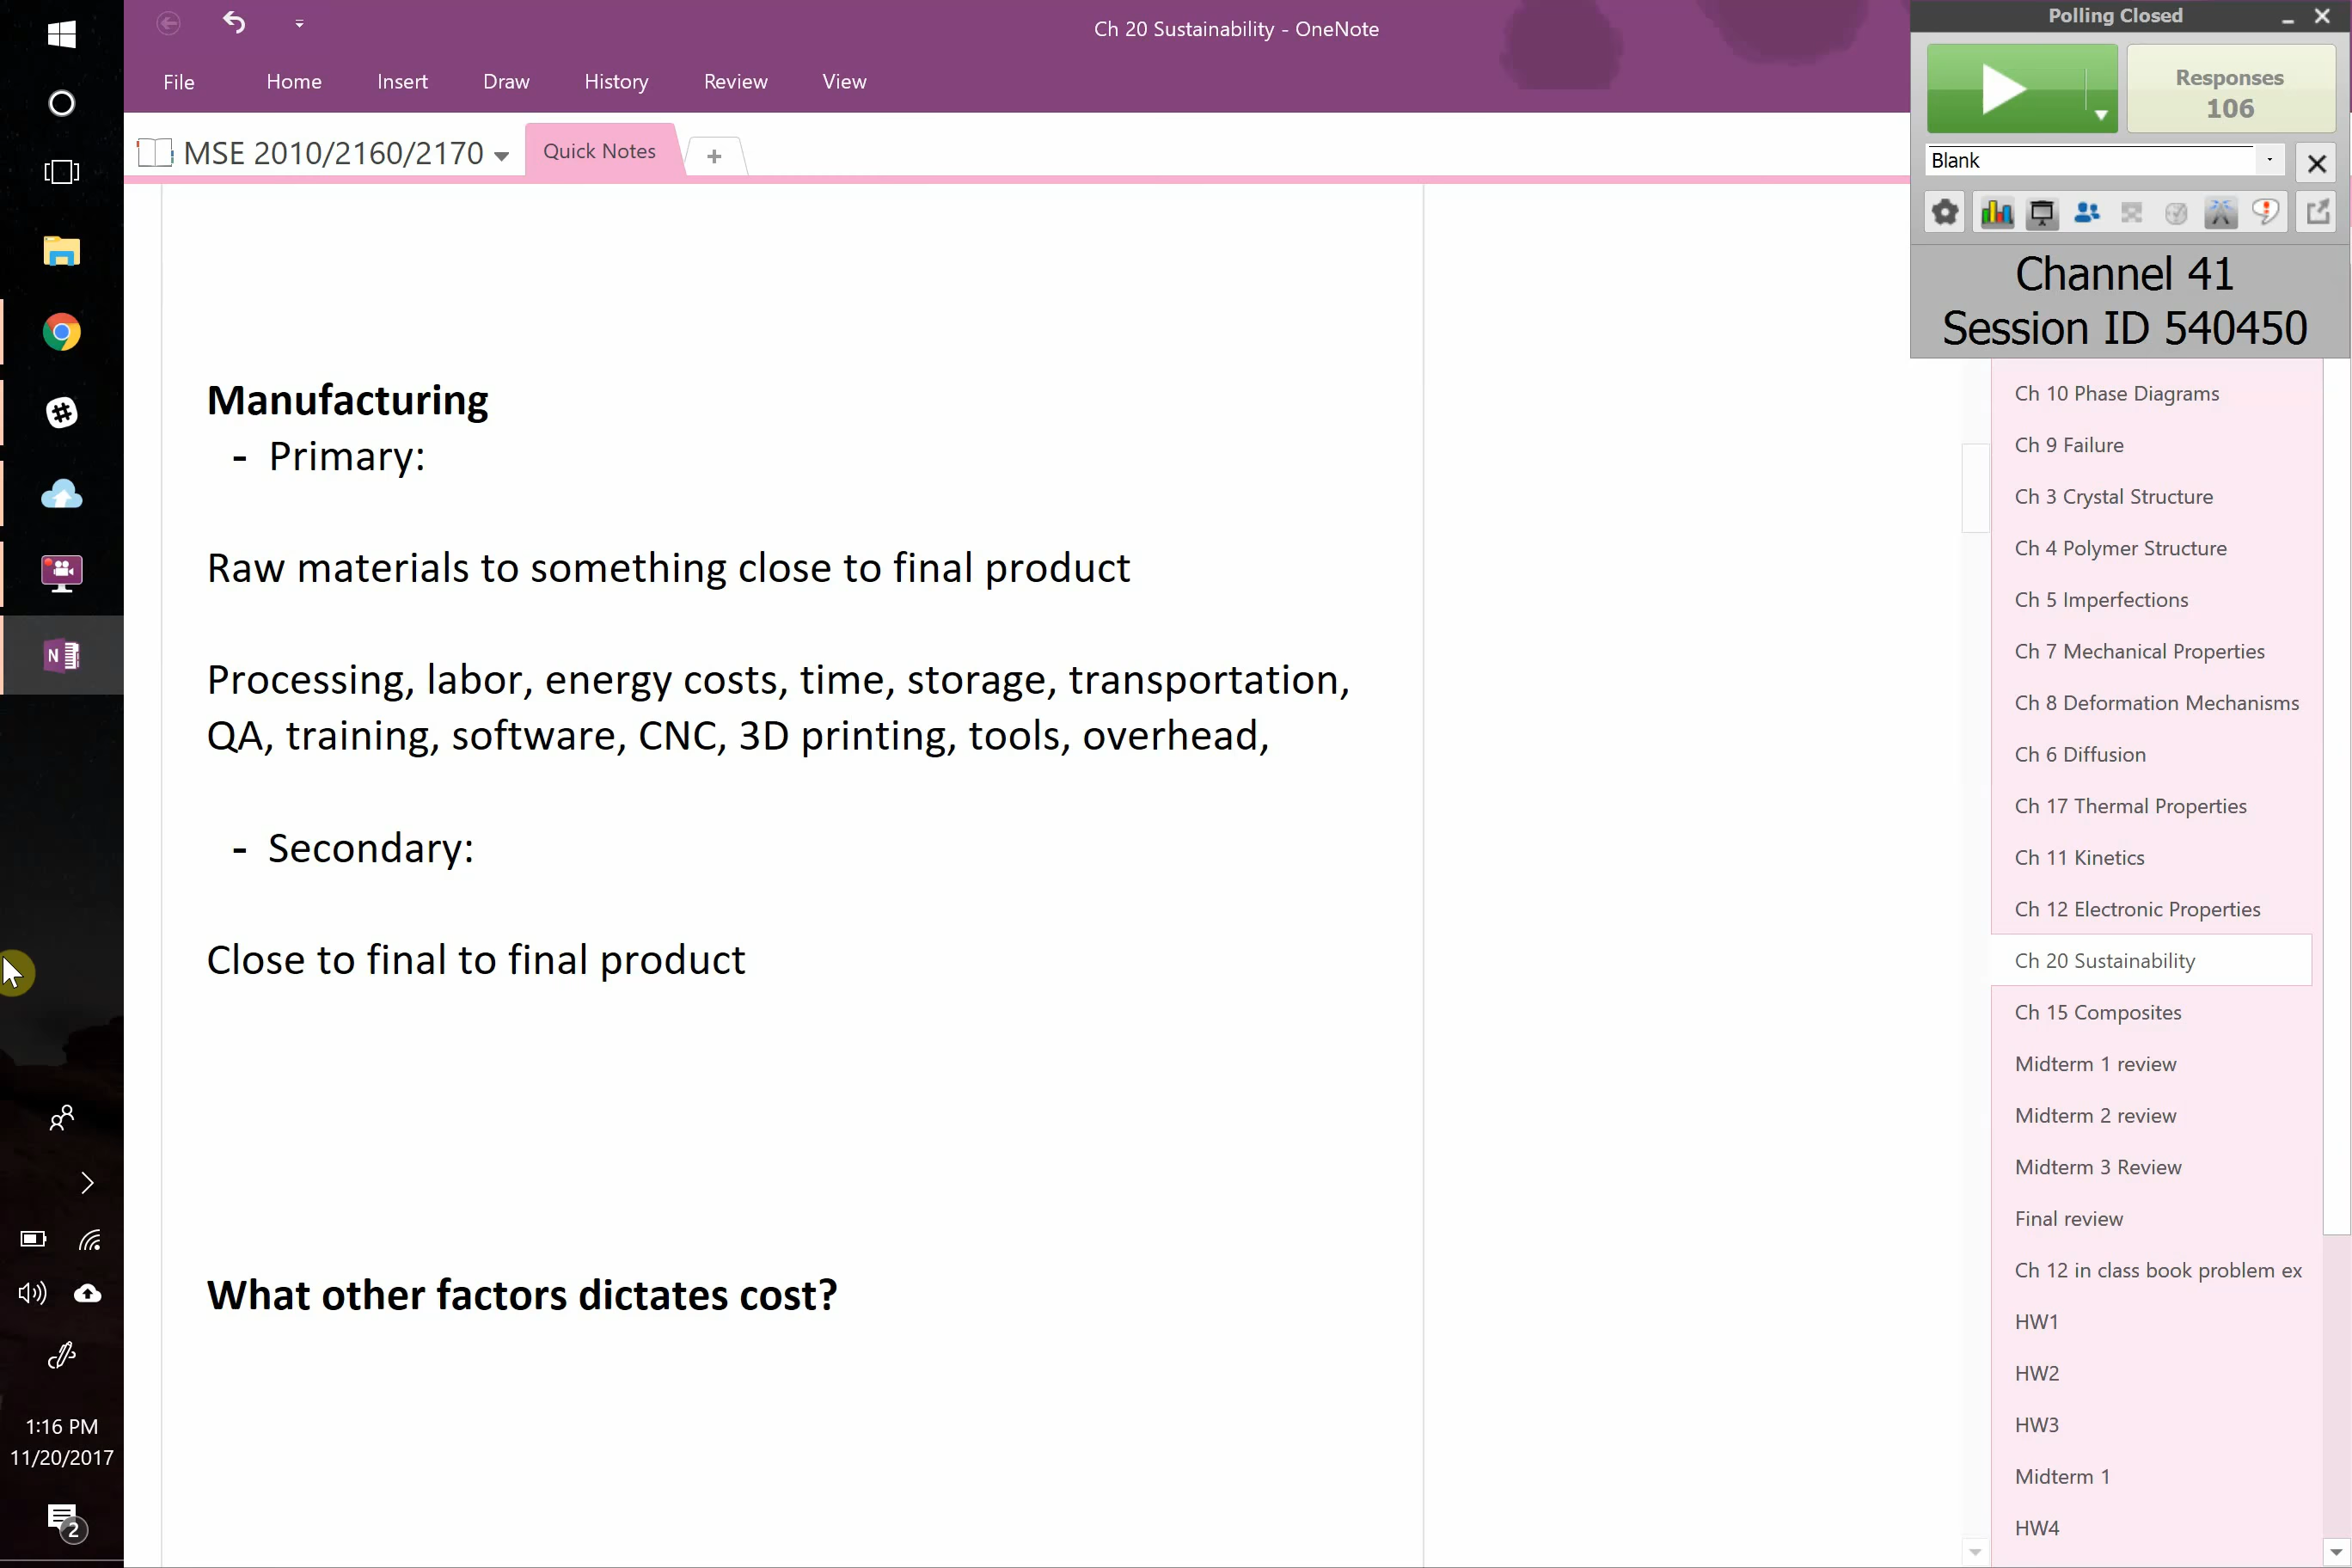 Ch 20 Sustainability - OneNote
File Home Insert Draw History Review View
MSE 2010/2160/2170
Quick Notes
Manufacturing
- Primary:
Raw materials to something close to final product
Processing, labor, energy costs, time, storage, transportation,
QA, training, software, CNC, 3D printing, tools, overhead,
- Secondary:
Close to final to final product
What other factors dictates cost?
Polling Closed
Responses
106
Blank
Channel 41
Session ID 540450
Ch 10 Phase Diagrams
Ch 9 Failure
Ch 3 Crystal Structure
Ch 4 Polymer Structure
Ch 5 Imperfections
Ch 7 Mechanical Properties
Ch 8 Deformation Mechanisms
Ch 6 Diffusion
Ch 17 Thermal Properties
Ch 11 Kinetics
Ch 12 Electronic Properties
Ch 20 Sustainability
Ch 15 Composites
Midterm 1 review
Midterm 2 review
Midterm 3 Review
Final review
Ch 12 in class book problem ex
HW1
HW2
HW3
Midterm 1
HW4
N
1:16 PM
11/20/2017
2